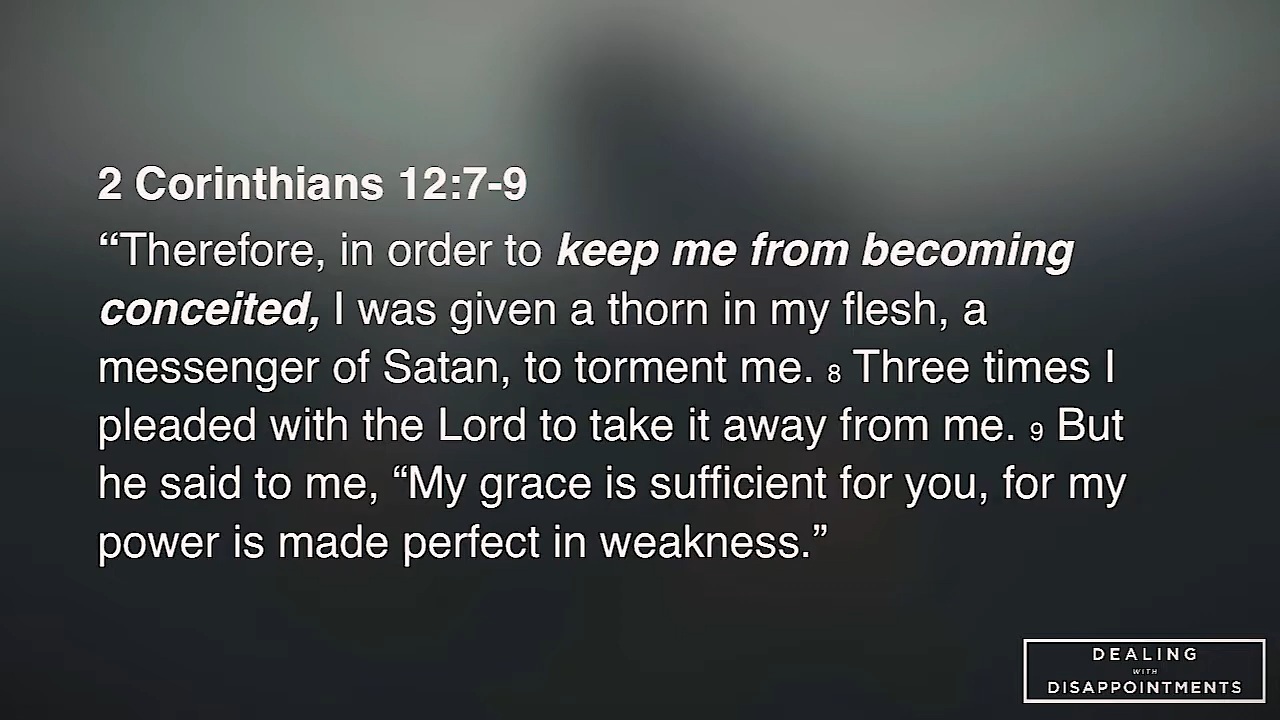 2 Corinthians 12:7-9
“Therefore, in order to keep me from becoming
conceited, I was given a thorn in my flesh, a
messenger of Satan, to torment me. 8 Three times I
pleaded with the Lord to take it away from me. 9 But
he said to me, “My grace is sufficient for you, for my
power is made perfect in weakness.”
DEALING
WITH
DISAPPOINTMENTS